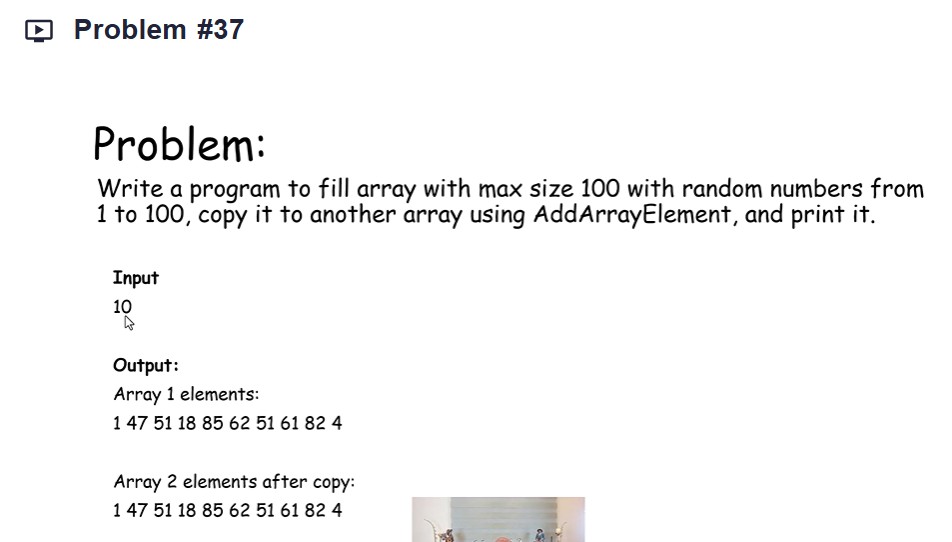 Problem #37
Problem:
Write a program to fill array with max size 100 with random numbers from
1 to 100, copy it to another array using AddArrayElement, and print it.
Input
10
Output:
Array 1 elements:
1 47 51 18 85 62 51 61 82 4
Array 2 elements after copy:
1 47 51 18 85 62 51 61 82 4